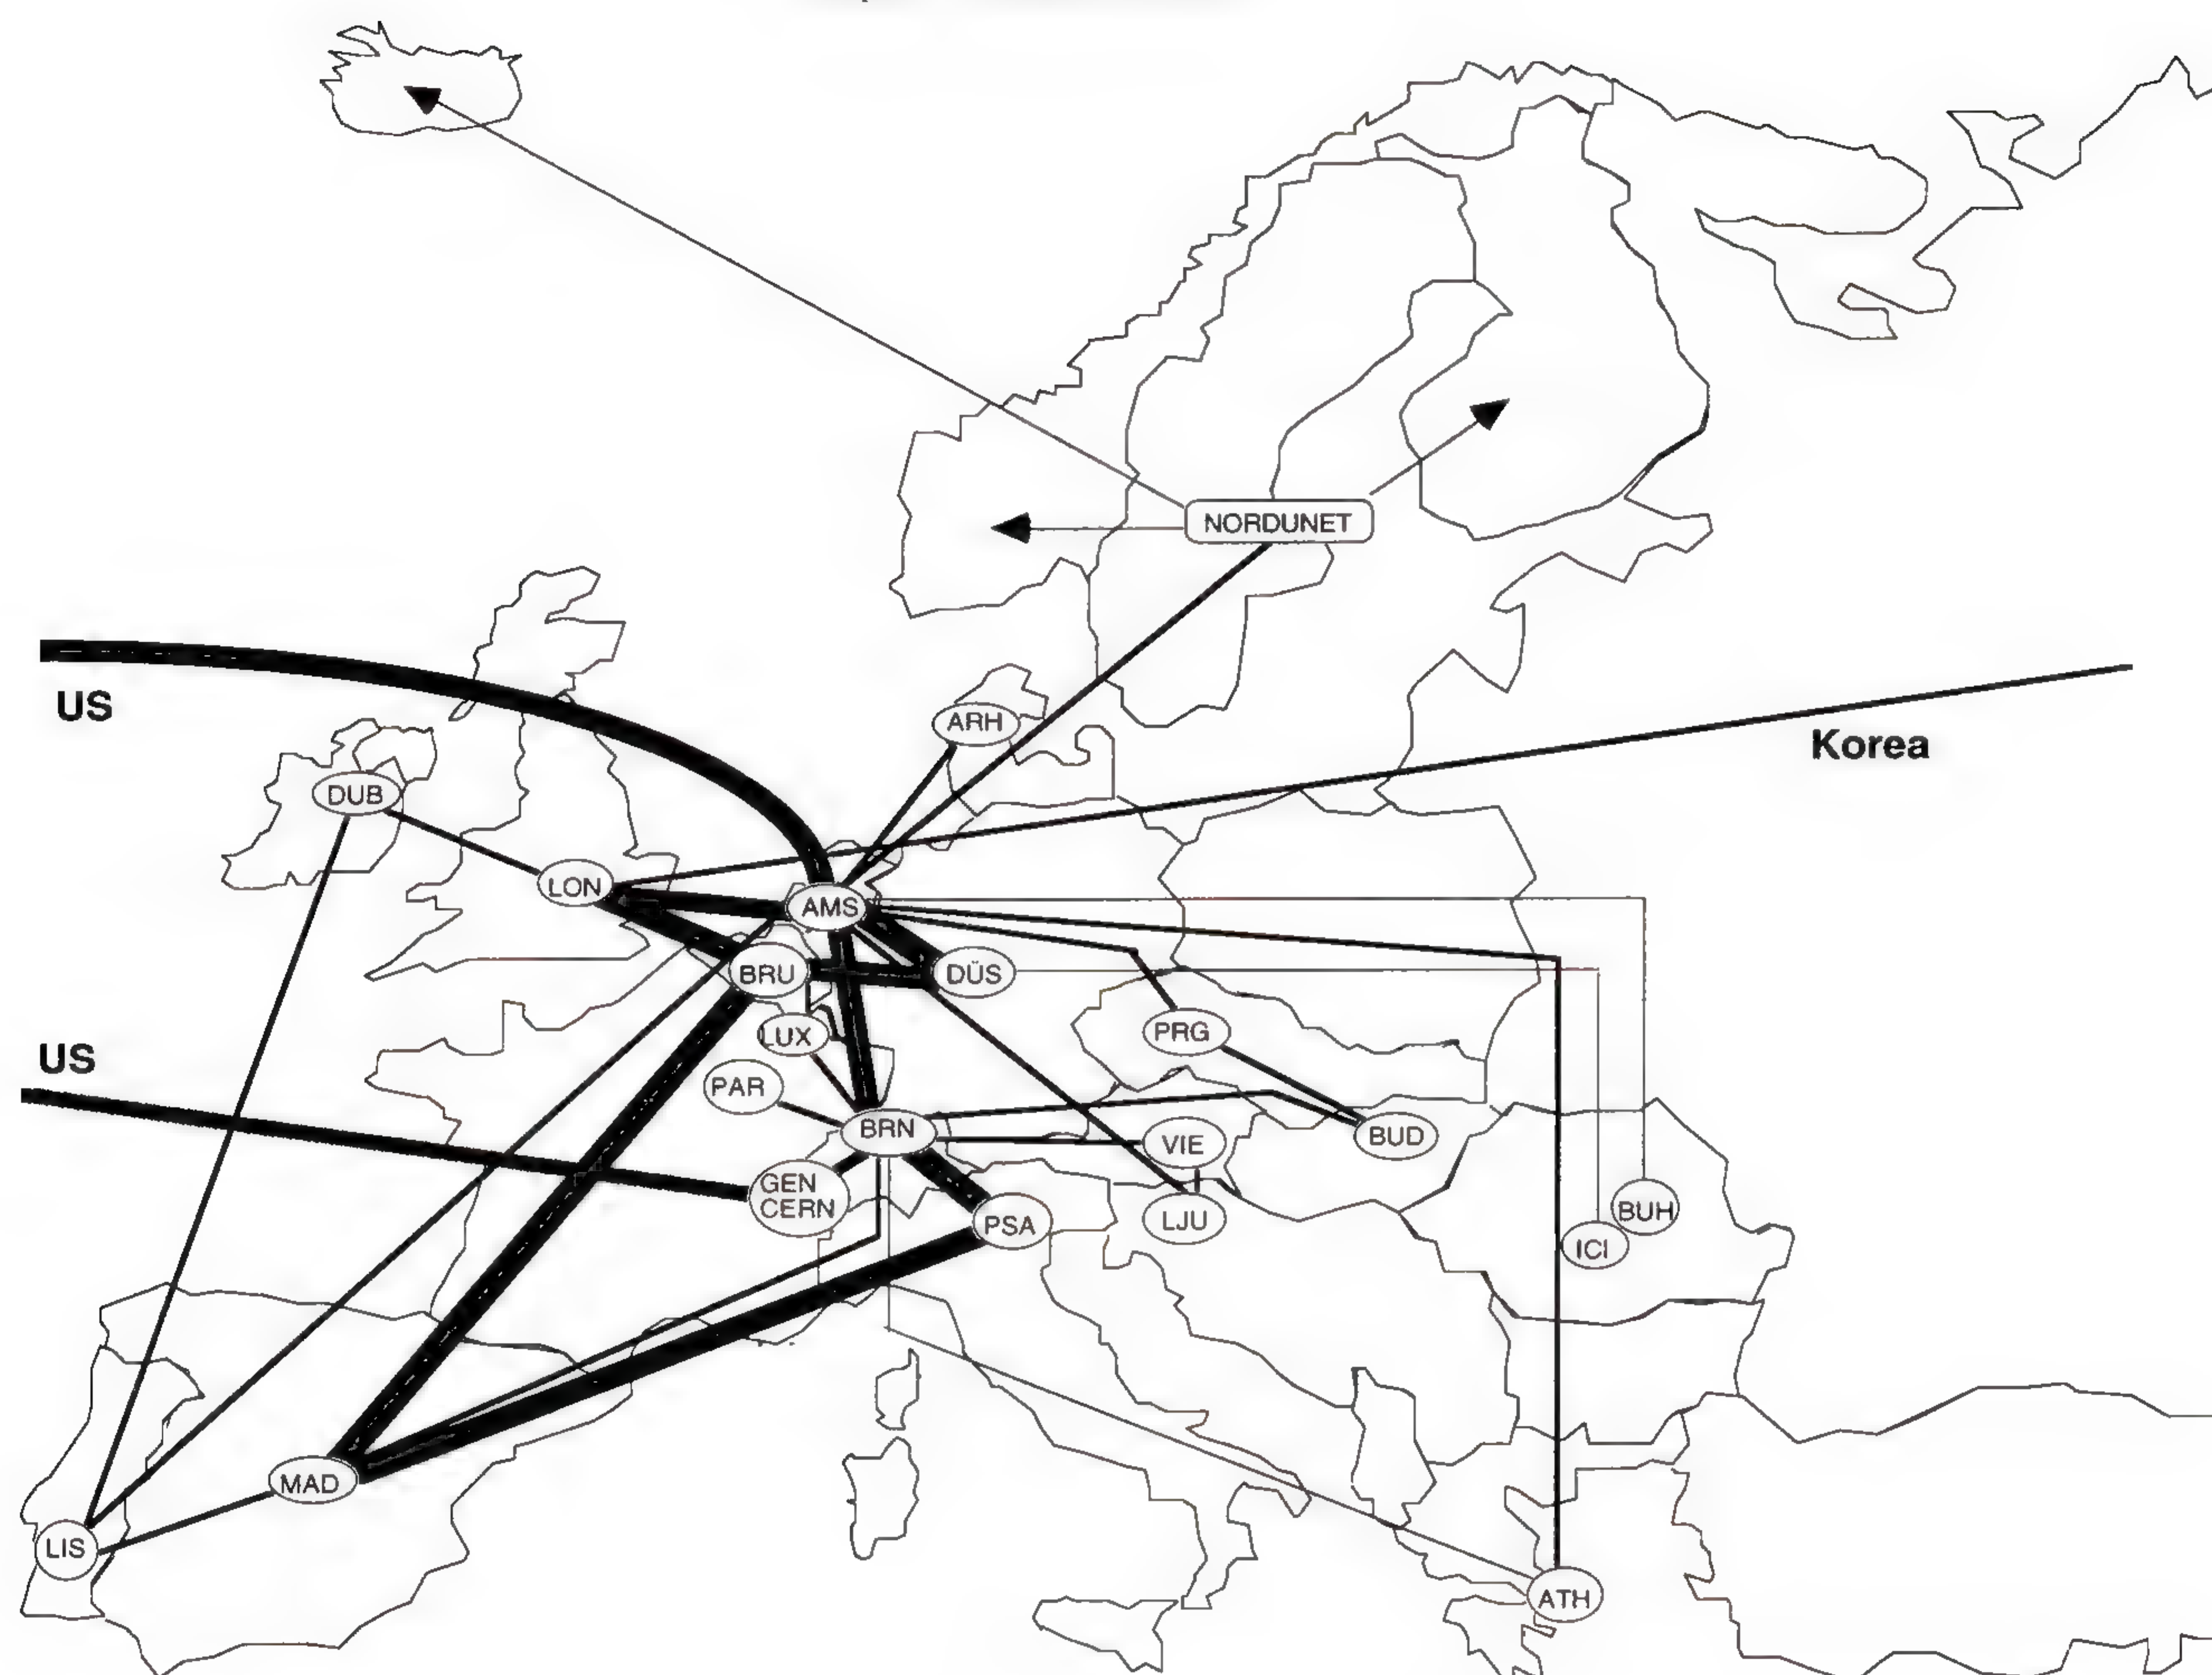 NORDUNET
US
ARH
Korea
DUB
LON
AMS
BRU
DÜS
LUX
PRG
US
PAR
BRN
VIE
BUD
GEN
CERN
PSA
LJU
BUH
ICI
MAD
LIS
ATH